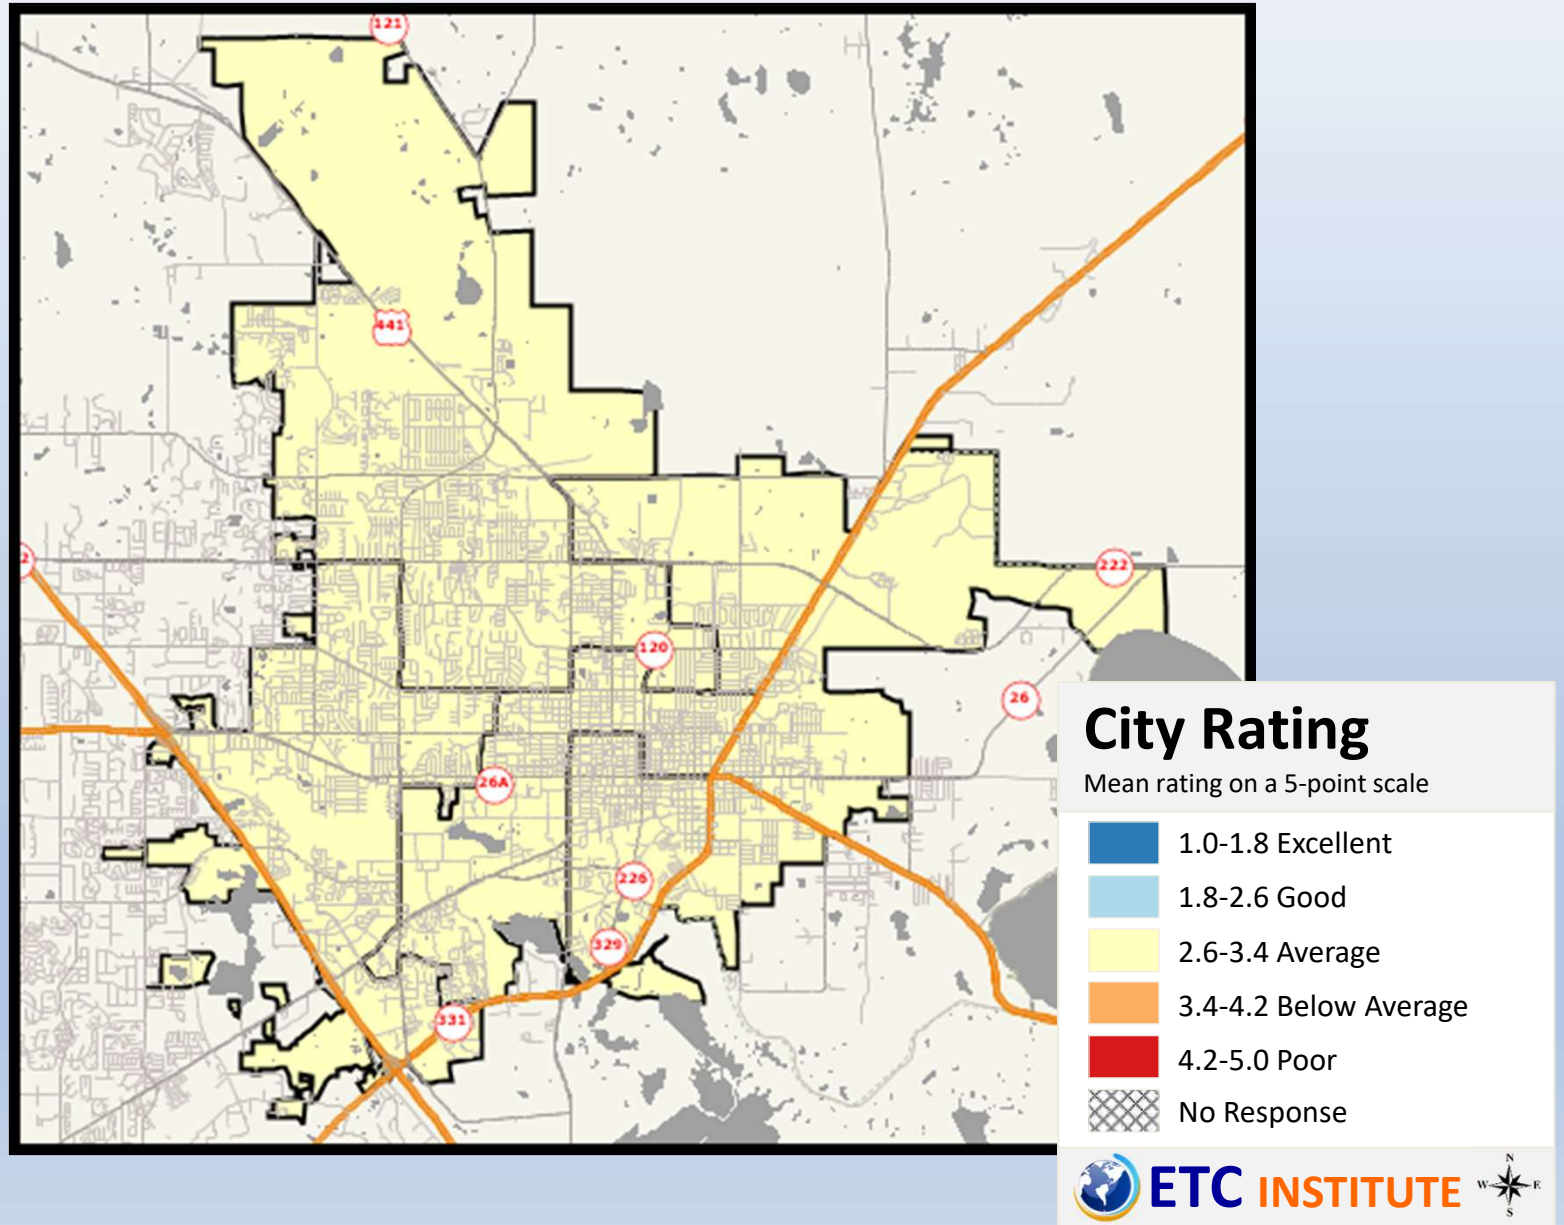 121
441
2
222
120
26
26A
226
329
331
City Rating
Mean rating on a 5-point scale
1.0-1.8 Excellent
1.8-2.6 Good
2.6-3.4 Average
3.4-4.2 Below Average
4.2-5.0 Poor
No Response
ETC INSTITUTE
N
W E
S